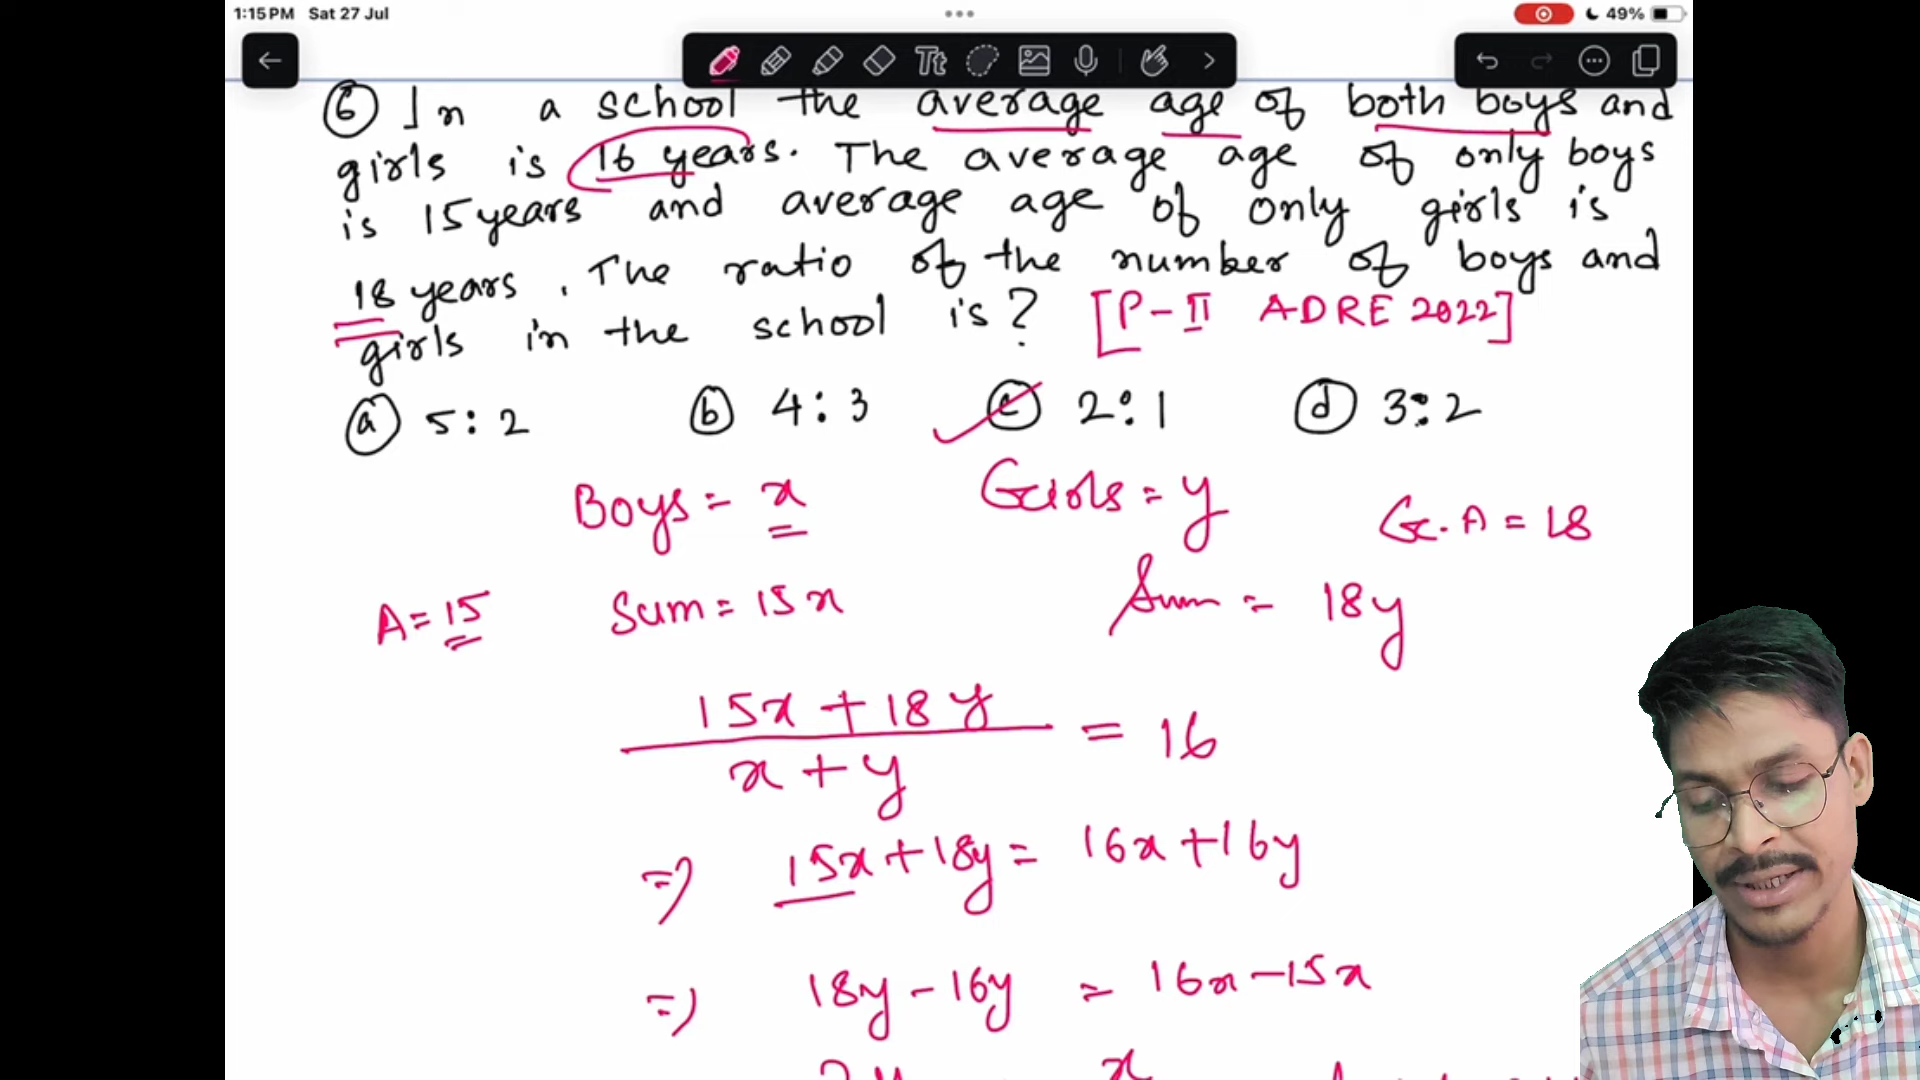 1:15 PM Sat 27 Jul
49%
Tt
6 In a school the average age of both boys and
girls is 16 years. The average age of only boys
is 15 years and average age of only girls is
18 years. The ratio of the number of boys and
girls in the school is? [P-II ADRE 2022]
a 5:2 b 4:3 c 2:1 d 3:2
Boys = x Girls = y
G.A = 18
A = 15 Sum = 15x Sum = 18y
15x + 18y
x + y
= 16
=> 15x + 18y = 16x + 16y
=> 18y - 16y = 16x - 15x